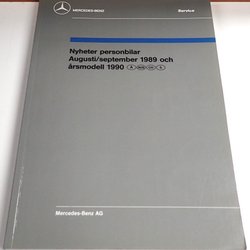 MERCEDES-BENZ
Service
Nyheter personbilar
Augusti/september 1989 och
årsmodell 1990
Mercedes-Benz AG